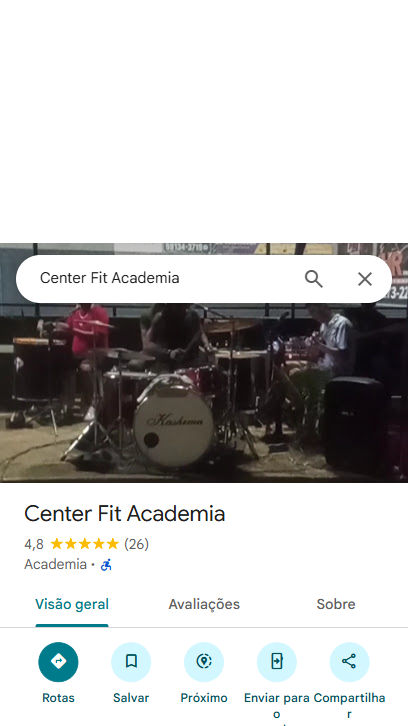 Center Fit Academia
Kashima
Center Fit Academia
4,8 (26)
Academia ·
Visão geral
Avaliações
Sobre
Rotas
Salvar
Próximo
Enviar para o
Compartilhar